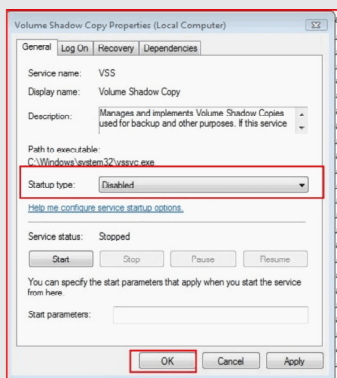 Volume Shadow Copy Properties (Local Computer)
General Log On Recovery Dependencies
Service name: VSS
Display name: Volume Shadow Copy
Description: Manages and implements Volume Shadow Copies
used for backup and other purposes. If this service
Path to executable:
C:\Windows\system32\vssvc.exe
Startup type: Disabled
Help me configure service startup options.
Service status: Stopped
Start Stop Pause Resume
You can specify the start parameters that apply when you start the service
from here.
Start parameters:
OK Cancel Apply